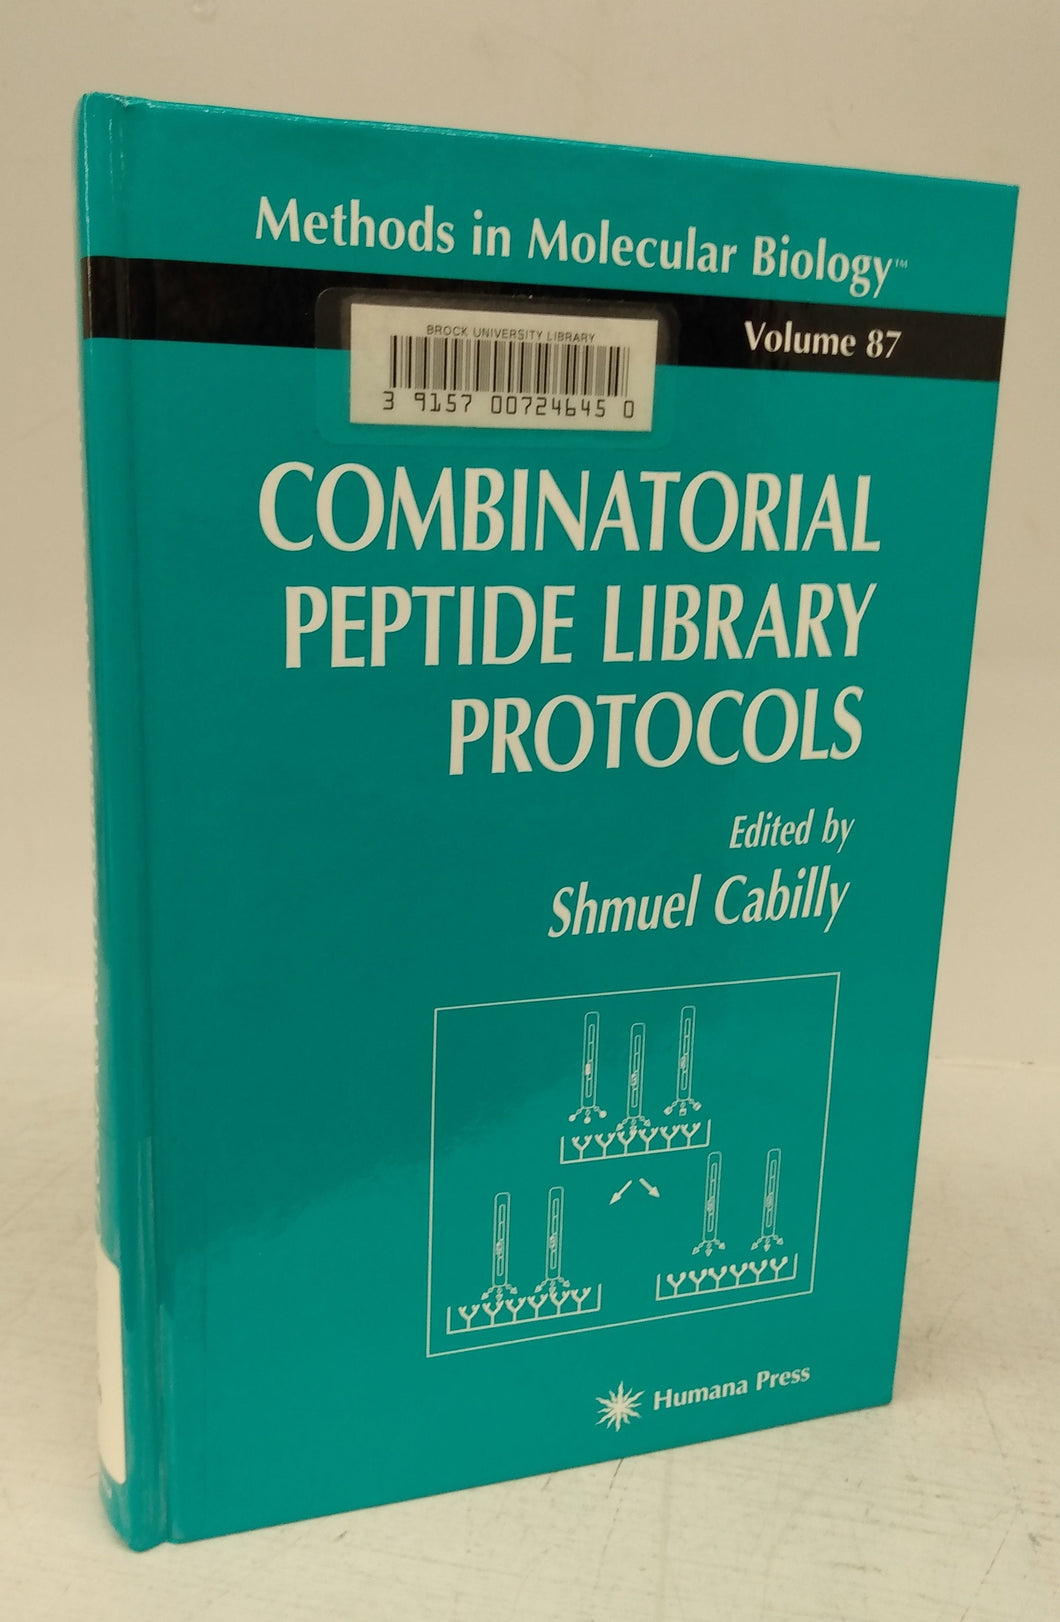 Methods in Molecular Biology™
Volume 87
BROCK UNIVERSITY LIBRARY
3 9157 00724645 0
COMBINATORIAL
PEPTIDE LIBRARY
PROTOCOLS
Edited by
Shmuel Cabilly
Humana Press